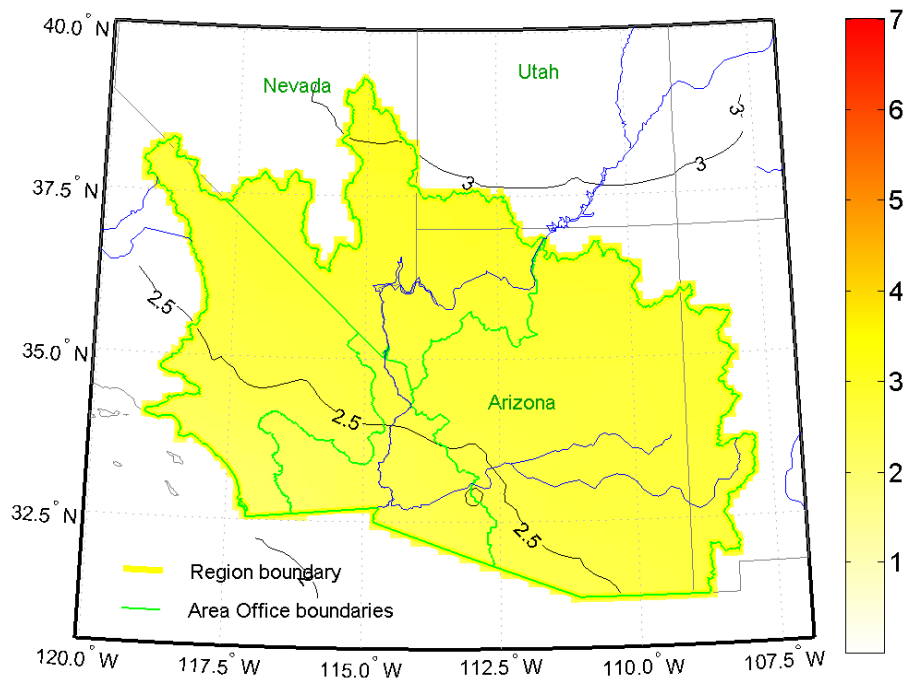 40.0° N
37.5° N
35.0° N
32.5° N
120.0° W
117.5° W
115.0° W
112.5° W
110.0° W
107.5° W
Nevada
Utah
Arizona
3
3
3
2.5
2.5
2.5
Region boundary
Area Office boundaries
7
6
5
4
3
2
1